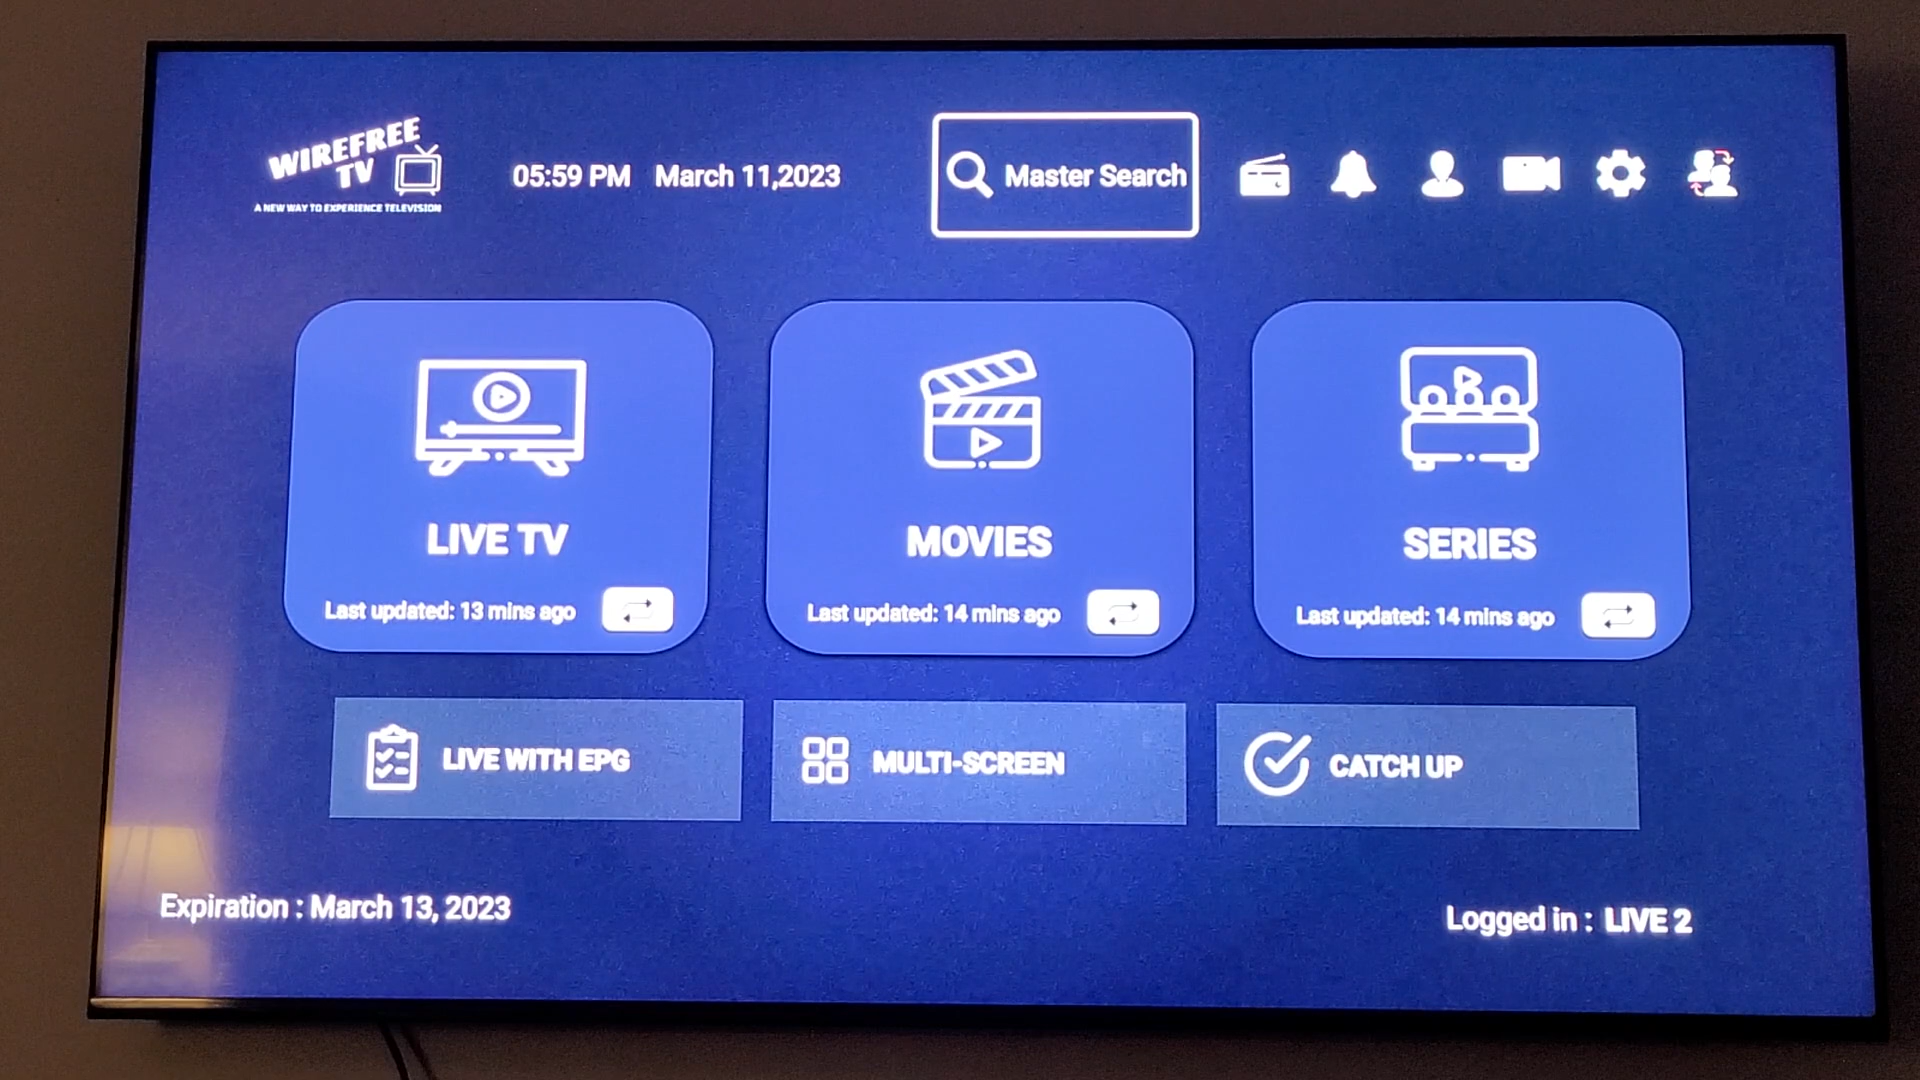 WIREFREE
TV
A NEW WAY TO EXPERIENCE TELEVISION
05:59 PM March 11,2023
Master Search
LIVE TV
Last updated: 13 mins ago
MOVIES
Last updated: 14 mins ago
SERIES
Last updated: 14 mins ago
LIVE WITH EPG
MULTI-SCREEN
CATCH UP
Expiration : March 13, 2023
Logged in : LIVE 2